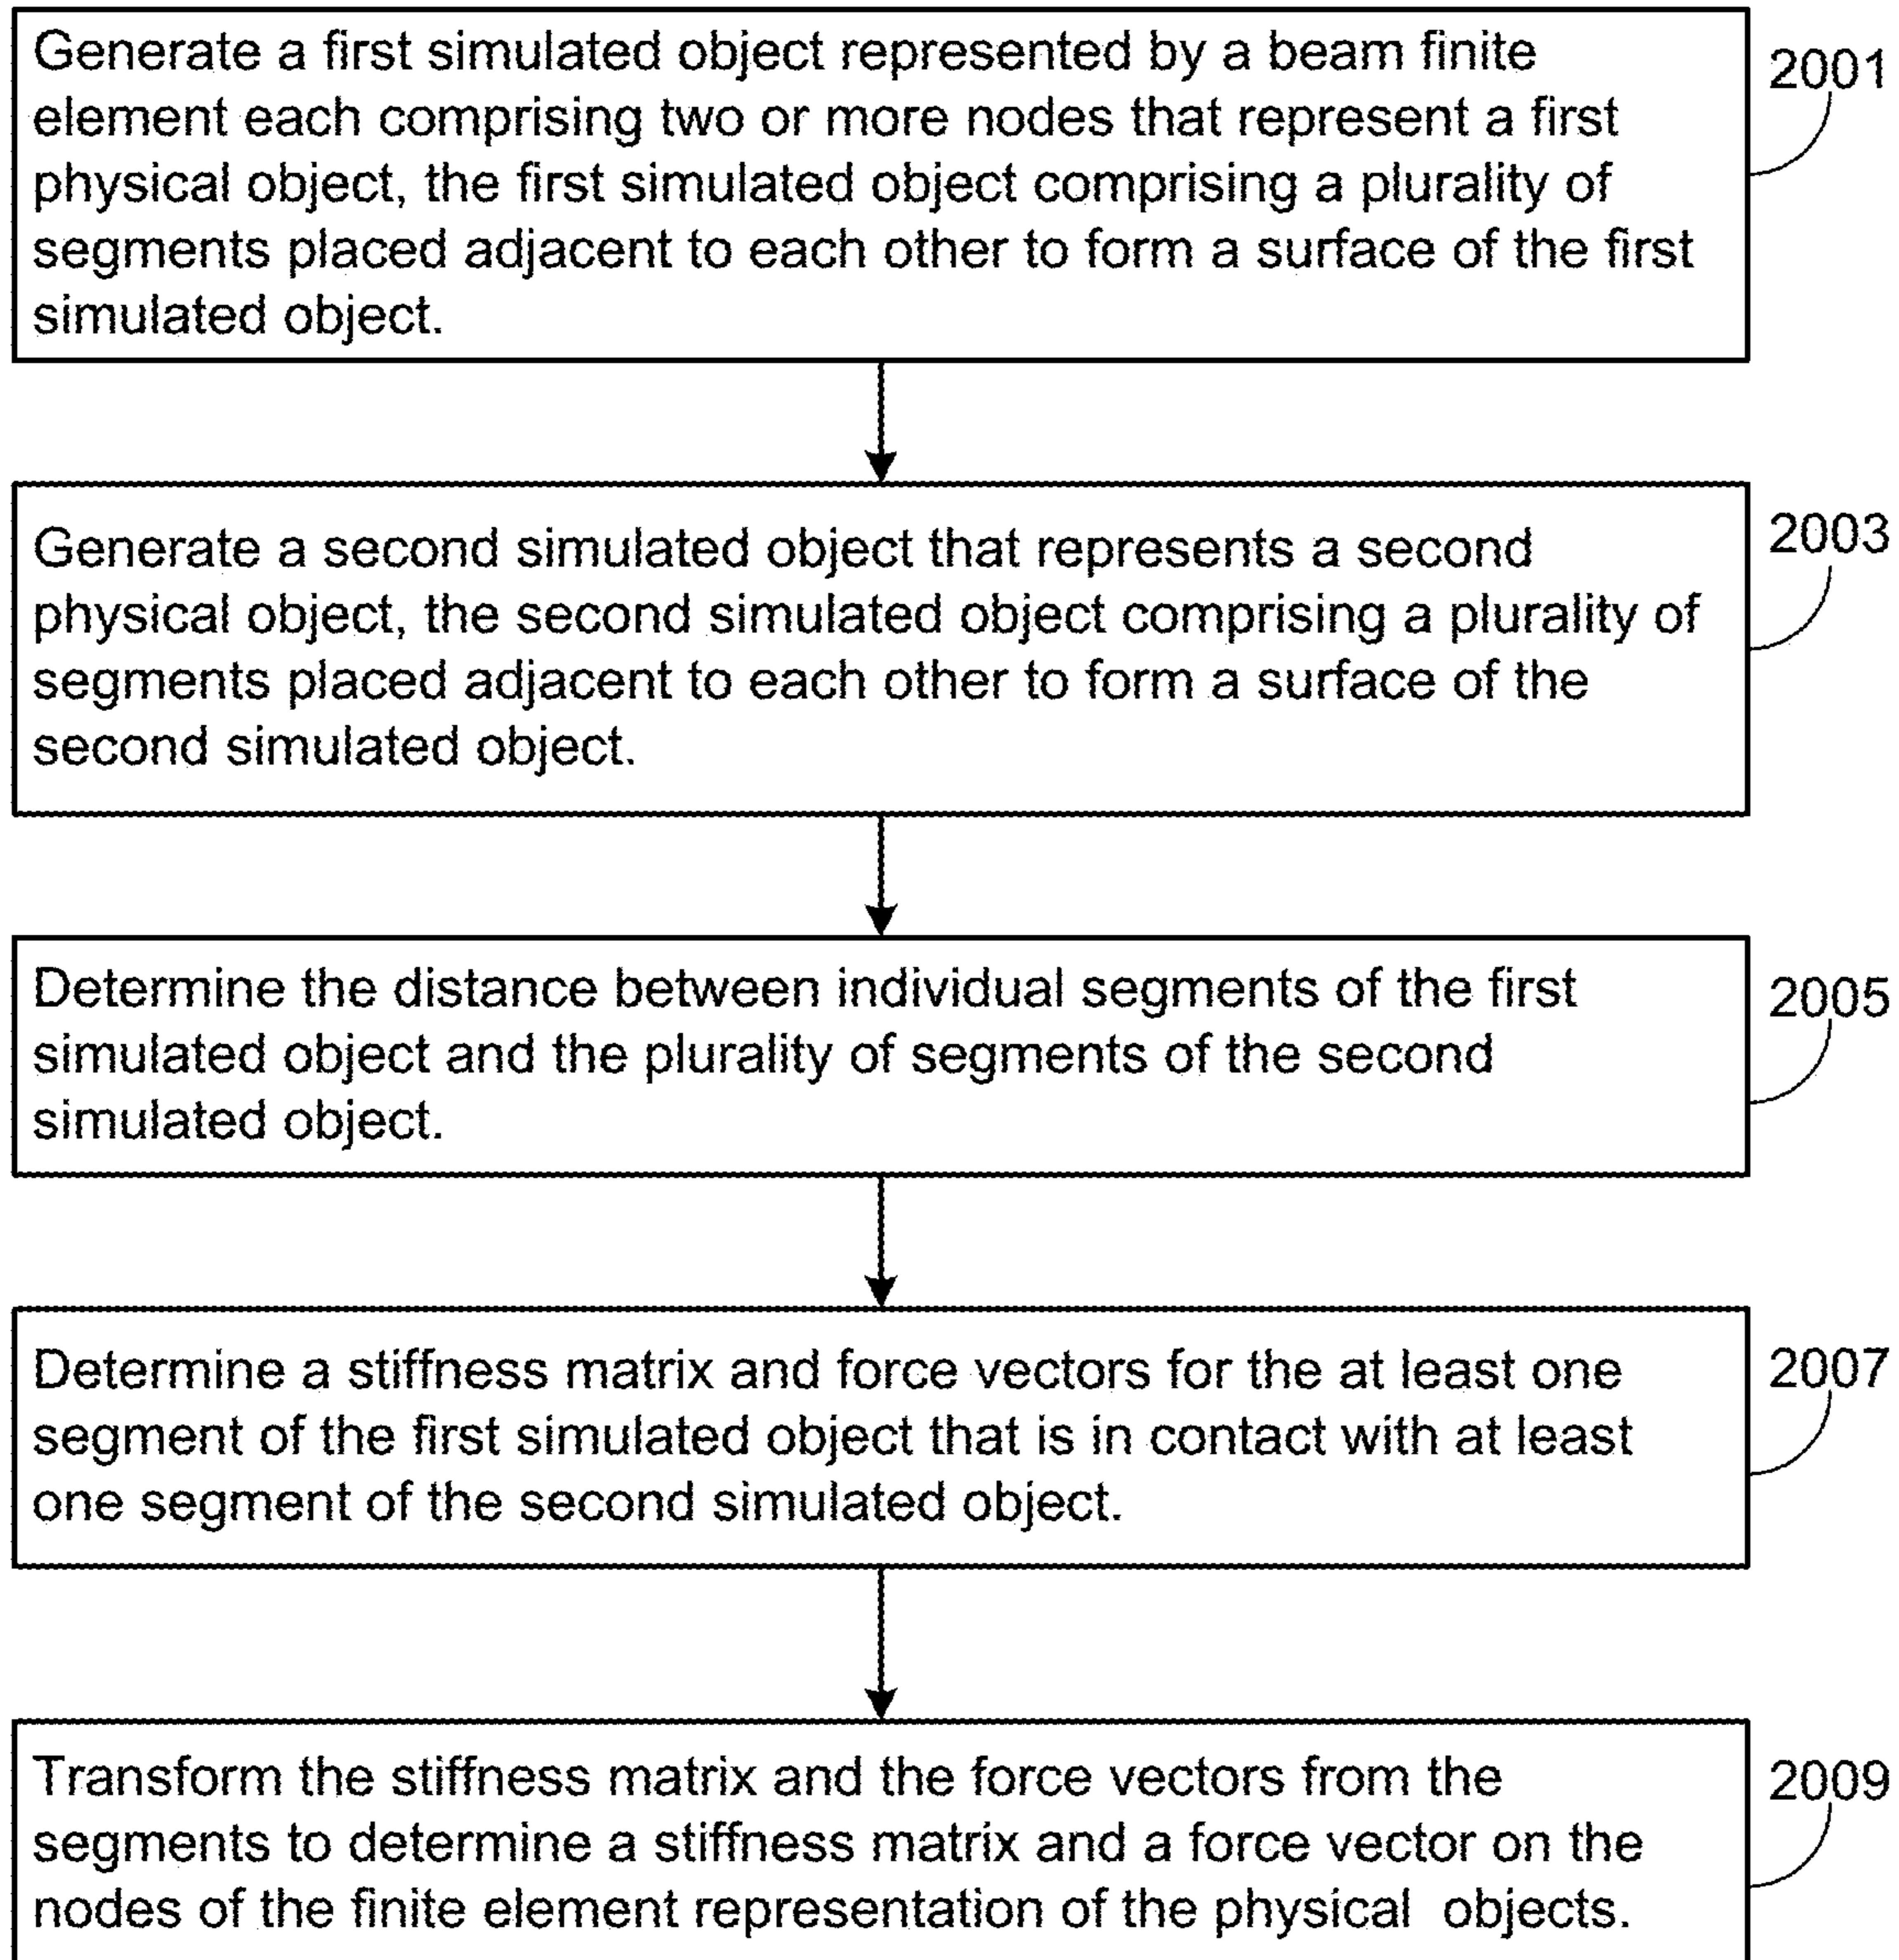 Generate a first simulated object represented by a beam finite
element each comprising two or more nodes that represent a first
physical object, the first simulated object comprising a plurality of
segments placed adjacent to each other to form a surface of the first
simulated object.
2001
Generate a second simulated object that represents a second
physical object, the second simulated object comprising a plurality of
segments placed adjacent to each other to form a surface of the
second simulated object.
2003
Determine the distance between individual segments of the first
simulated object and the plurality of segments of the second
simulated object.
2005
Determine a stiffness matrix and force vectors for the at least one
segment of the first simulated object that is in contact with at least
one segment of the second simulated object.
2007
Transform the stiffness matrix and the force vectors from the
segments to determine a stiffness matrix and a force vector on the
nodes of the finite element representation of the physical objects.
2009